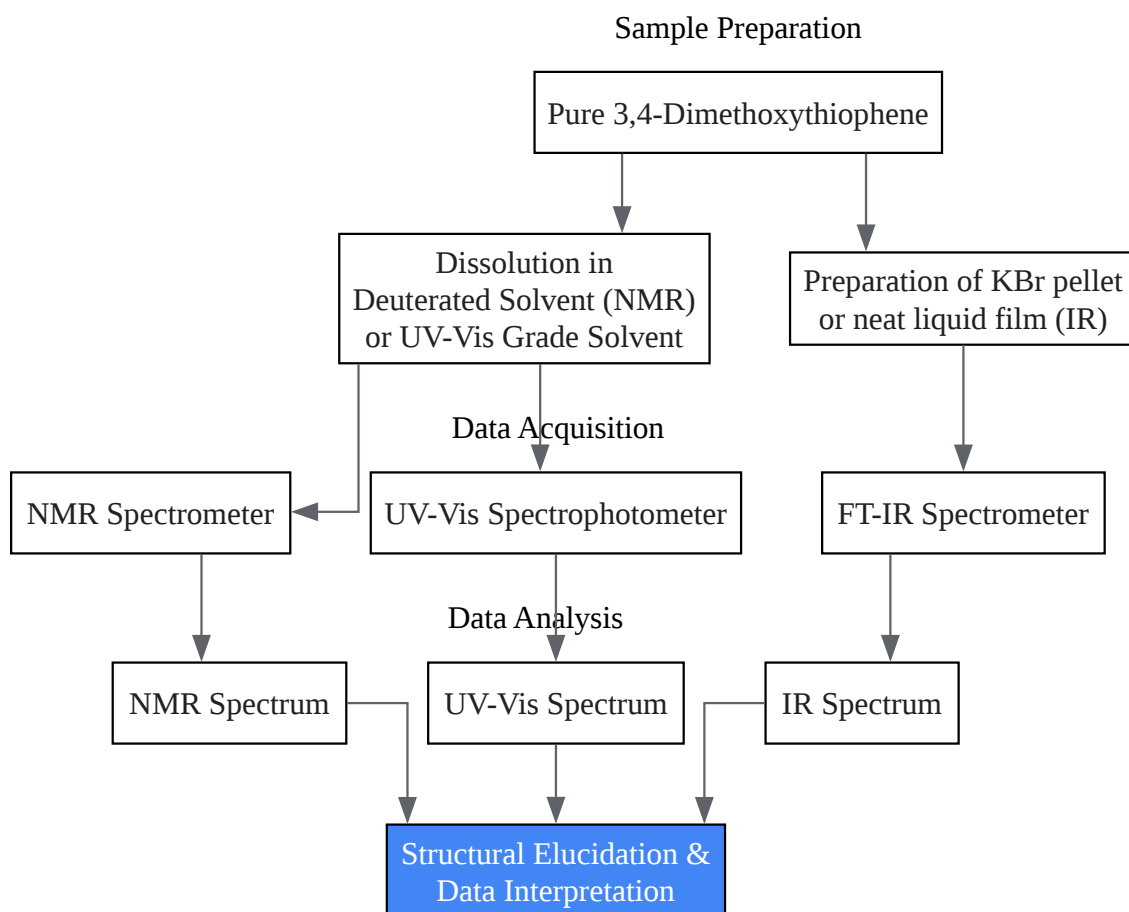 Sample Preparation
Pure 3,4-Dimethoxythiophene
Dissolution in
Deuterated Solvent (NMR)
or UV-Vis Grade Solvent
Preparation of KBr pellet
or neat liquid film (IR)
Data Acquisition
NMR Spectrometer
UV-Vis Spectrophotometer
FT-IR Spectrometer
Data Analysis
NMR Spectrum
UV-Vis Spectrum
IR Spectrum
Structural Elucidation &
Data Interpretation